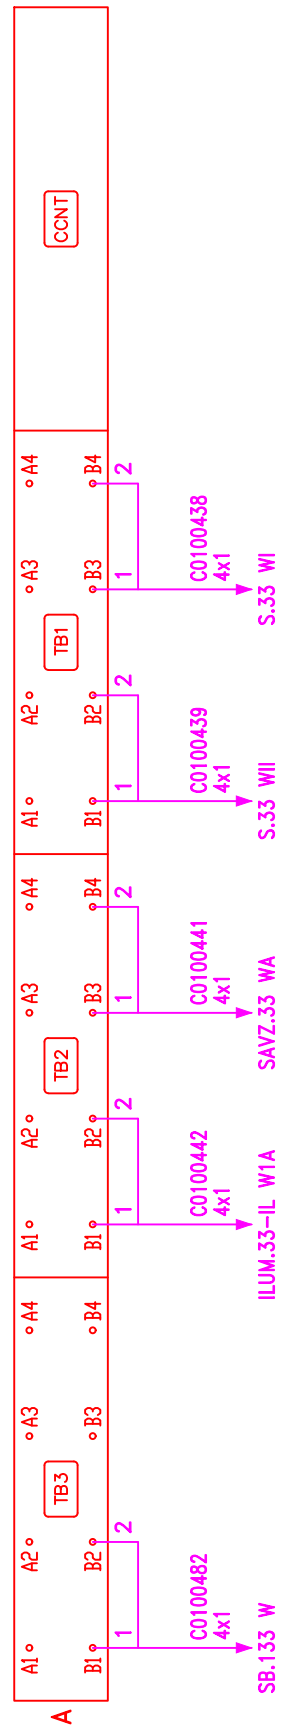 A
TB3
A1 A2 A3 A4
B1 B2 B3 B4
1 2
C0100482
4x1
SB.133 W
TB2
A1 A2 A3 A4
B1 B2 B3 B4
1 2 1 2
C0100442
4x1
ILUM.33-IL W1A
C0100441
4x1
SAVZ.33 WA
TB1
A1 A2 A3 A4
B1 B2 B3 B4
1 2 1 2
C0100439
4x1
S.33 WII
C0100438
4x1
S.33 WI
CCNT